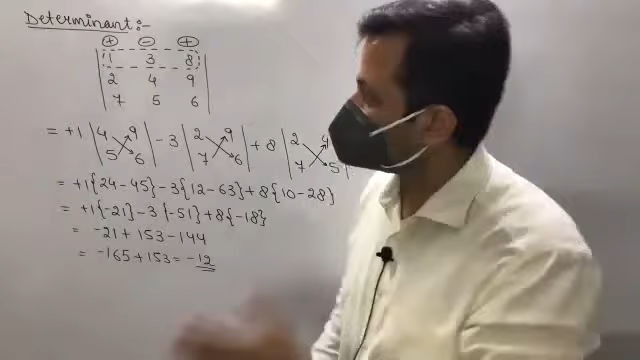 Determinant:-
+ - +
1 3 8
2 4 9
7 5 6
= +1 |4 9 5 6| - 3 |2 9 7 6| + 8 |2 4 7 5|
= +1{24-45} - 3{12-63} + 8{10-28}
= +1{-21} - 3{-51} + 8{-18}
= -21 + 153 - 144
= -165 + 153 = -12